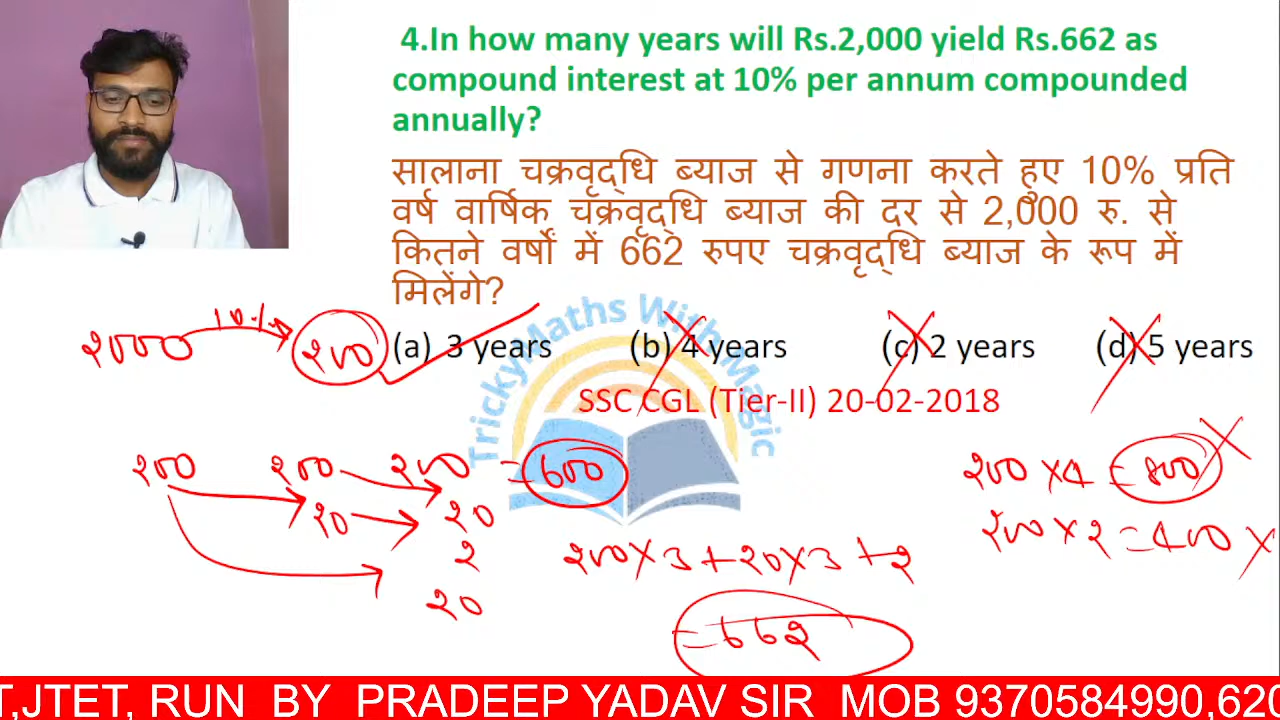 4.In how many years will Rs.2,000 yield Rs.662 as
compound interest at 10% per annum compounded
annually?
सालाना चक्रवृद्धि ब्याज से गणना करते हुए 10% प्रति
वर्ष वार्षिक चक्रवृद्धि ब्याज की दर से 2,000 रु. से
कितने वर्षों में 662 रुपए चक्रवृद्धि ब्याज के रूप में
मिलेंगे?
2000 10% 200
(a) 3 years (b) 4 years (c) 2 years (d) 5 years
SSC CGL (Tier-II) 20-02-2018
TrickyMaths With Magic
200 200 200 = 600
20 20
2
20
200×3+20×3+2
=662
200×4=800
200×2=400
T,JTET, RUN BY PRADEEP YADAV SIR MOB 9370584990,620